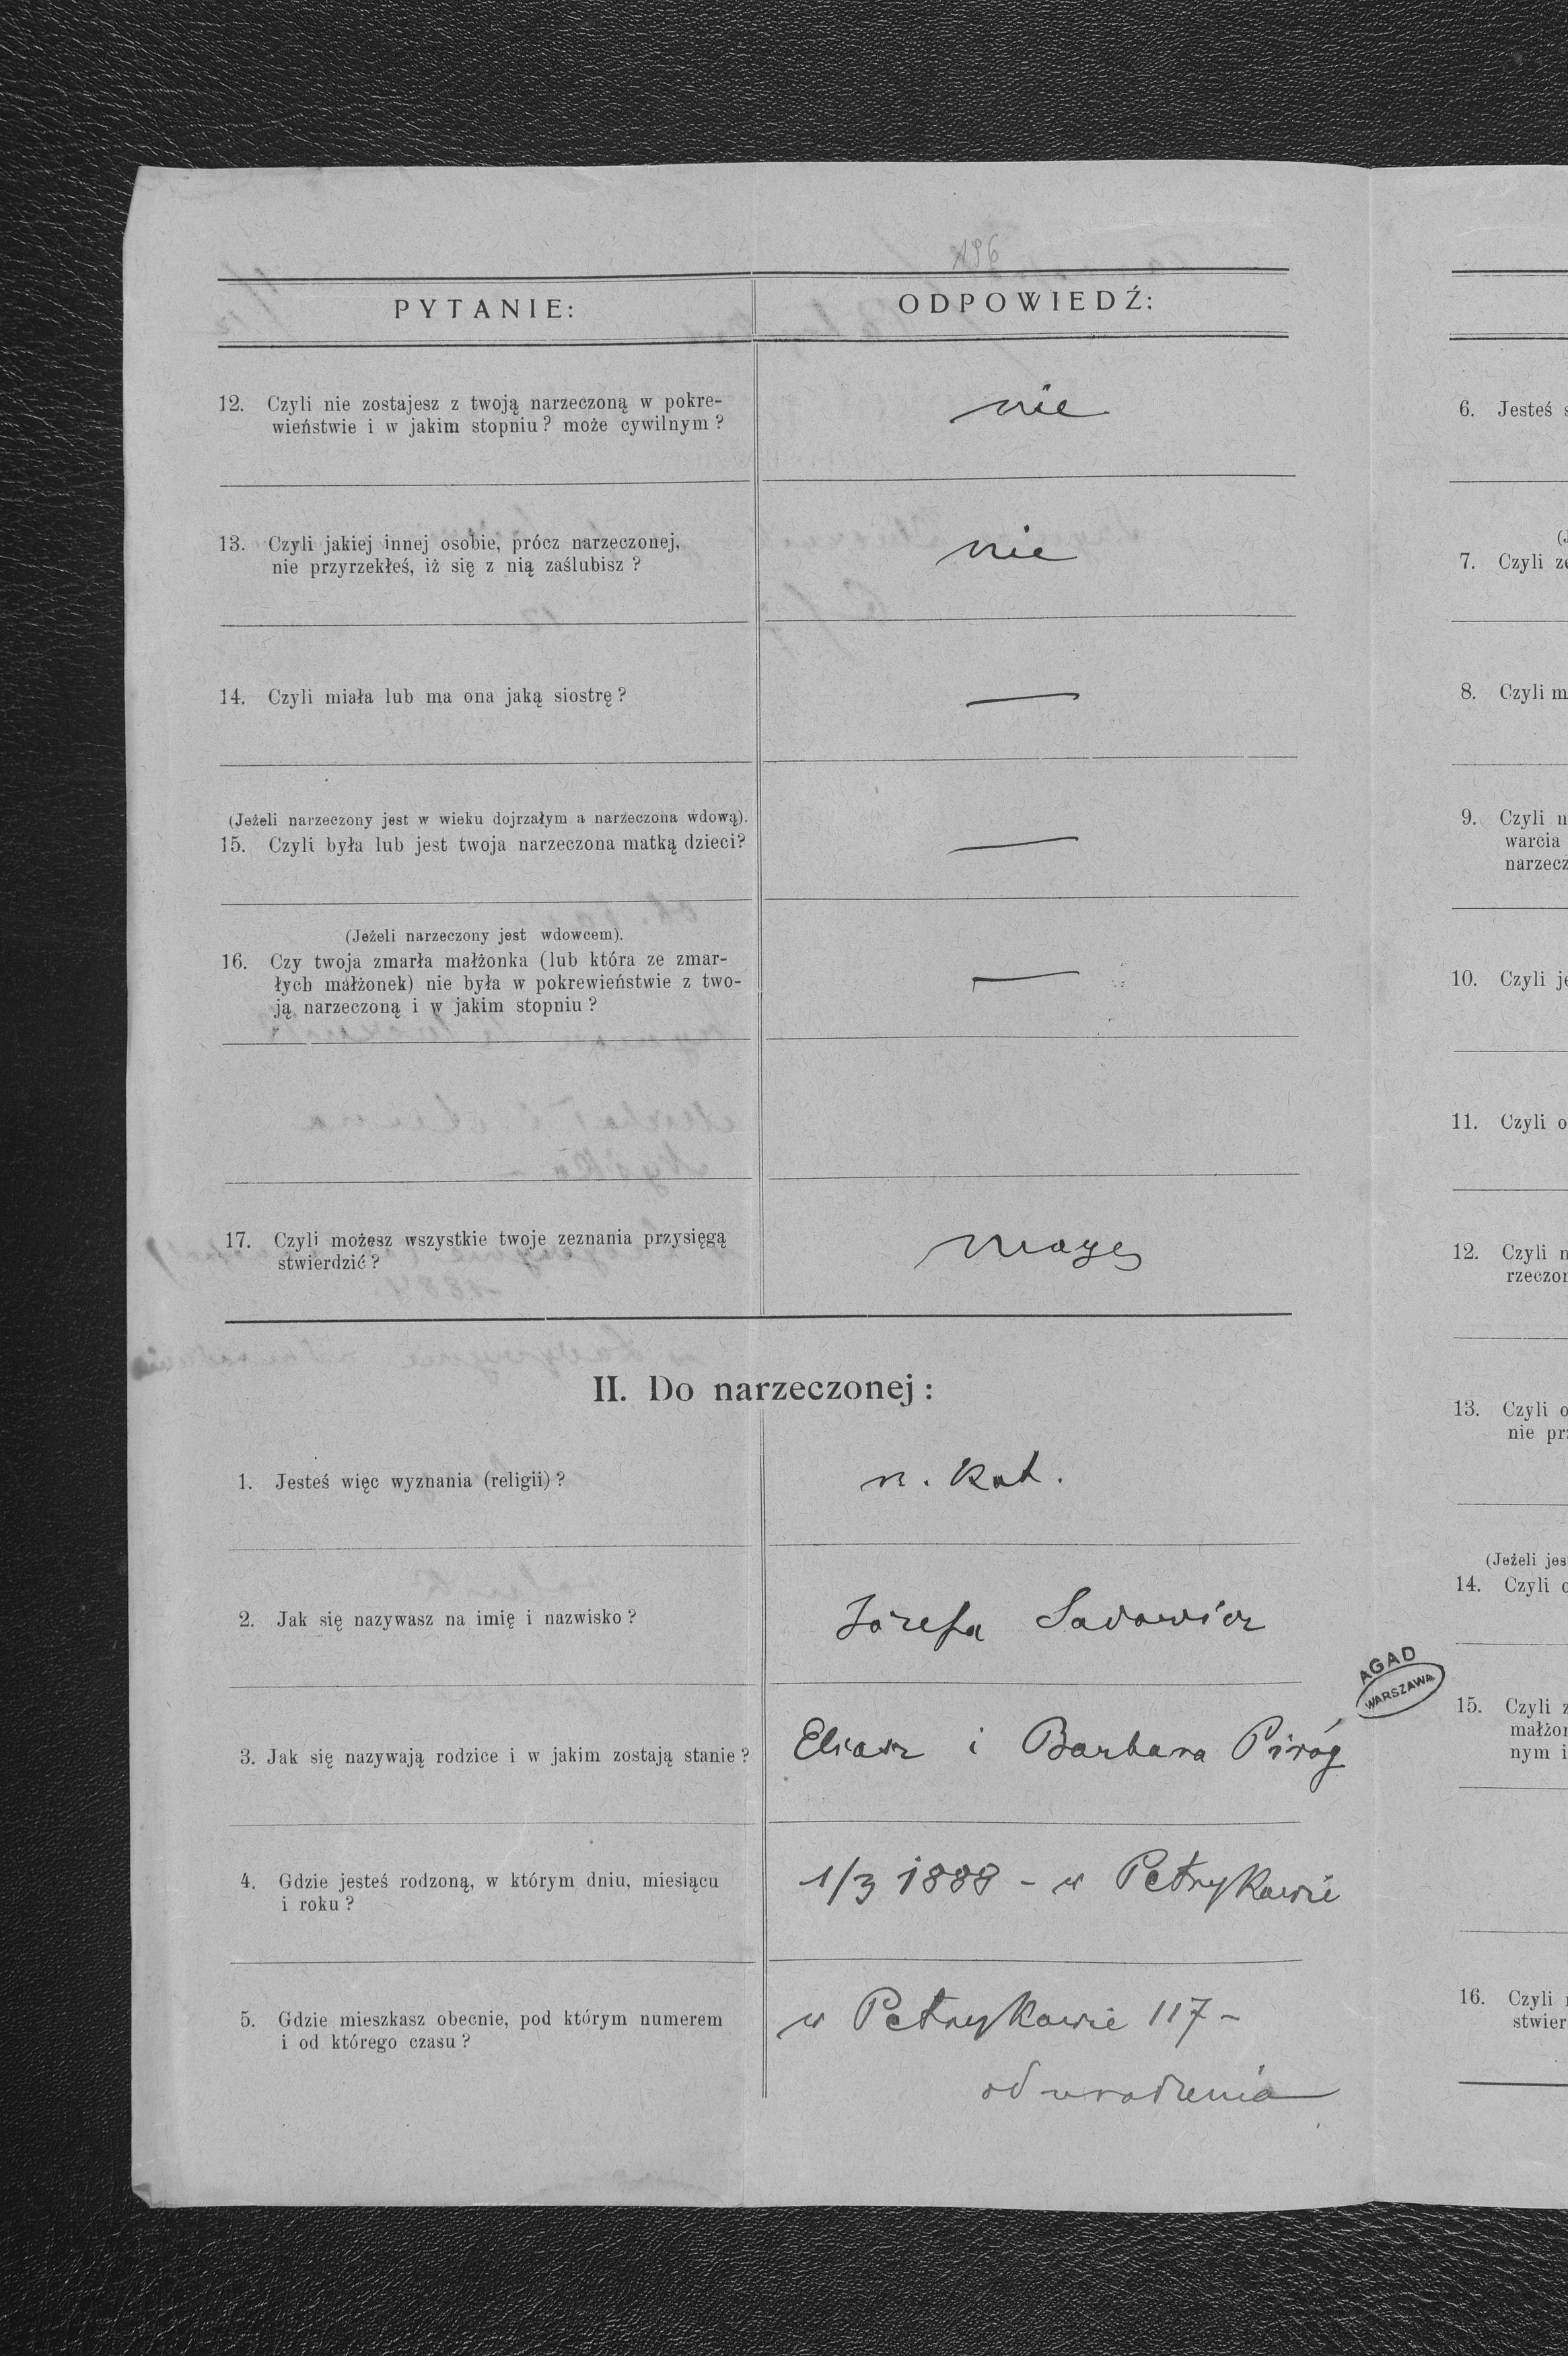 196
PYTANIE:
ODPOWIEDŹ:
12. Czyli nie zostajesz z twoją narzeczoną w pokre-
wieństwie i w jakim stopniu? może cywilnym?
nie
13. Czyli jakiej innej osobie, prócz narzeczonej,
nie przyrzekłeś, iż się z nią zaślubisz?
nie
14. Czyli miała lub ma ona jaką siostrę?
—
(Jeżeli narzeczony jest w wieku dojrzałym a narzeczona wdową).
15. Czyli była lub jest twoja narzeczona matką dzieci?
—
(Jeżeli narzeczony jest wdowcem).
16. Czy twoja zmarła małżonka (lub która ze zmar-
łych małżonek) nie była w pokrewieństwie z two-
ją narzeczoną i w jakim stopniu?
—
17. Czyli możesz wszystkie twoje zeznania przysięgą
stwierdzić?
mogę
II. Do narzeczonej:
1. Jesteś więc wyznania (religii)?
r. kat.
2. Jak się nazywasz na imię i nazwisko?
Józefa Sadowicz
3. Jak się nazywają rodzice i w jakim zostają stanie?
Eliasz i Barbara Piróg
4. Gdzie jesteś rodzoną, w którym dniu, miesiącu
i roku?
1/3 1888 - w Petrykowie
5. Gdzie mieszkasz obecnie, pod którym numerem
i od którego czasu?
w Petrykowie 117 -
od urodzenia
AGAD
WARSZAWA
6. Jesteś
7. Czyli
8. Czyli
9. Czyli
warcia
10. Czyli
11. Czyli
12. Czyli
13. Czyli
nie
(Jeżeli
14. Czyli
15. Czyli
nym
16. Czyli